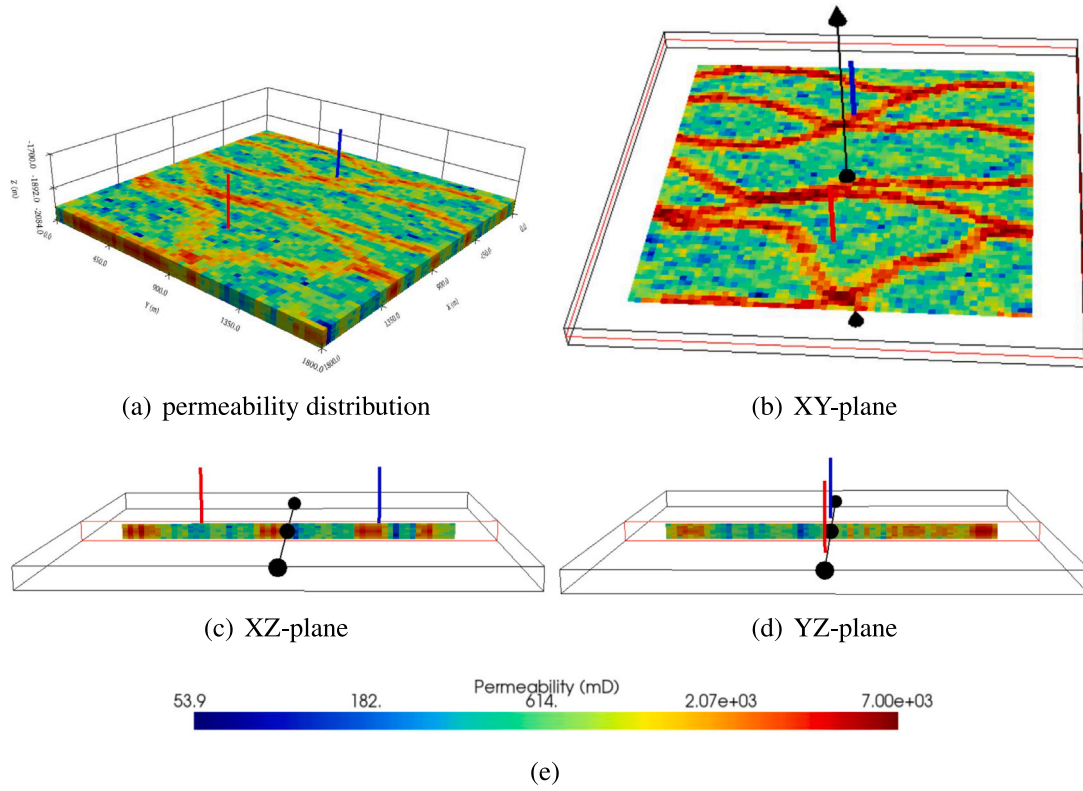 -1700.0
-1892.0
-2084.0
Z (m)
0.0
450.0
900.0
Y (m)
1350.0
1800.0
1800.0
1350.0
900.0
X (m)
450.0
0.0
(a) permeability distribution
(b) XY-plane
(c) XZ-plane
(d) YZ-plane
Permeability (mD)
53.9 182. 614. 2.07e+03 7.00e+03
(e)